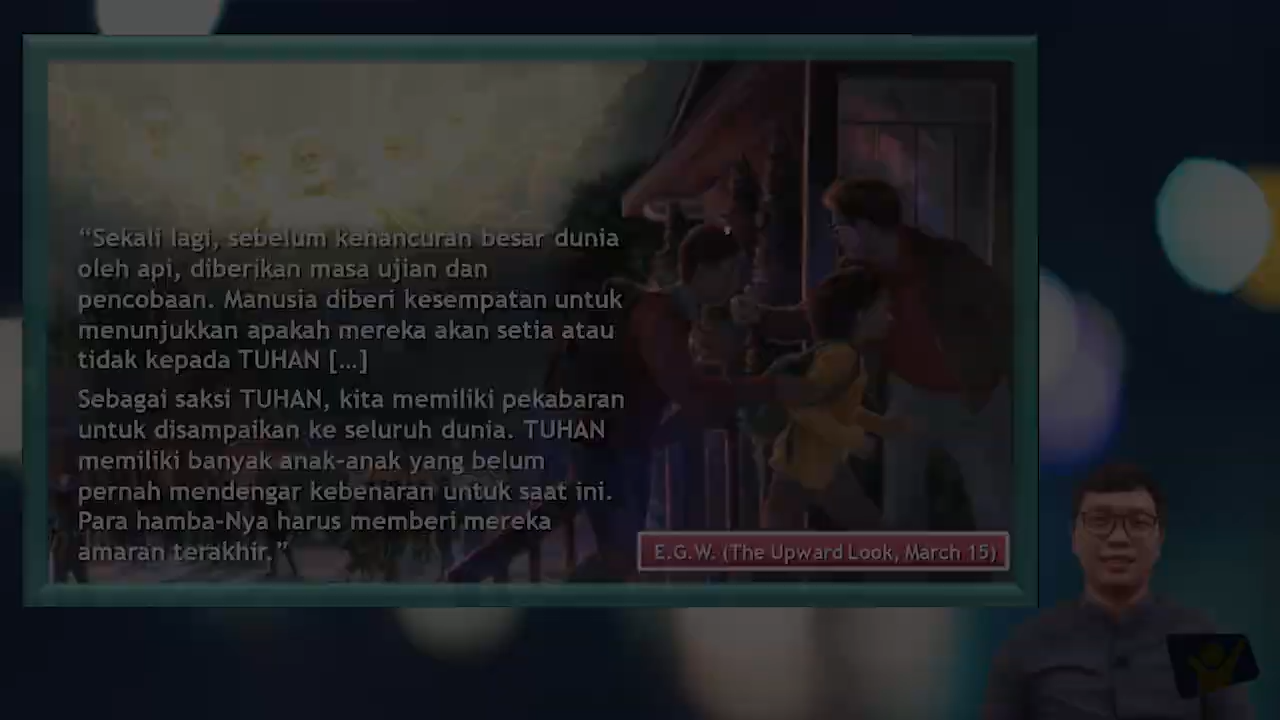 “Sekali lagi, sebelum kehancuran besar dunia
oleh api, diberikan masa ujian dan
pencobaan. Manusia diberi kesempatan untuk
menunjukkan apakah mereka akan setia atau
tidak kepada TUHAN [...]
Sebagai saksi TUHAN, kita memiliki pekabaran
untuk disampaikan ke seluruh dunia. TUHAN
memiliki banyak anak-anak yang belum
pernah mendengar kebenaran untuk saat ini.
Para hamba-Nya harus memberi mereka
amaran terakhir.”
E.G.W. (The Upward Look, March 15)